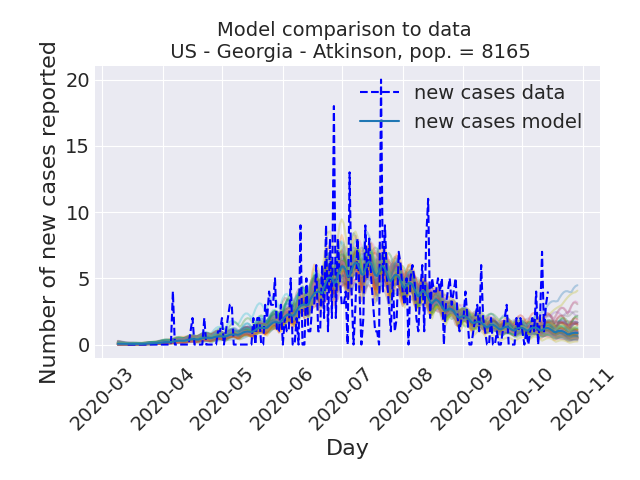 Model comparison to data
US - Georgia - Atkinson, pop. = 8165
Number of new cases reported
20
15
10
5
0
new cases data
new cases model
2020-03
2020-04
2020-05
2020-06
2020-07
2020-08
2020-09
2020-10
2020-11
Day